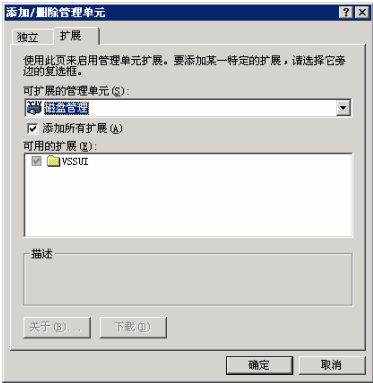 添加/删除管理单元
独立 扩展
使用此页来启用管理单元扩展。要添加某一特定的扩展，请选择它旁
边的复选框。
可扩展的管理单元(S):
磁盘管理
添加所有扩展(A)
可用的扩展(E):
VSSUI
描述
关于(B)... 下载(D)
确定 取消